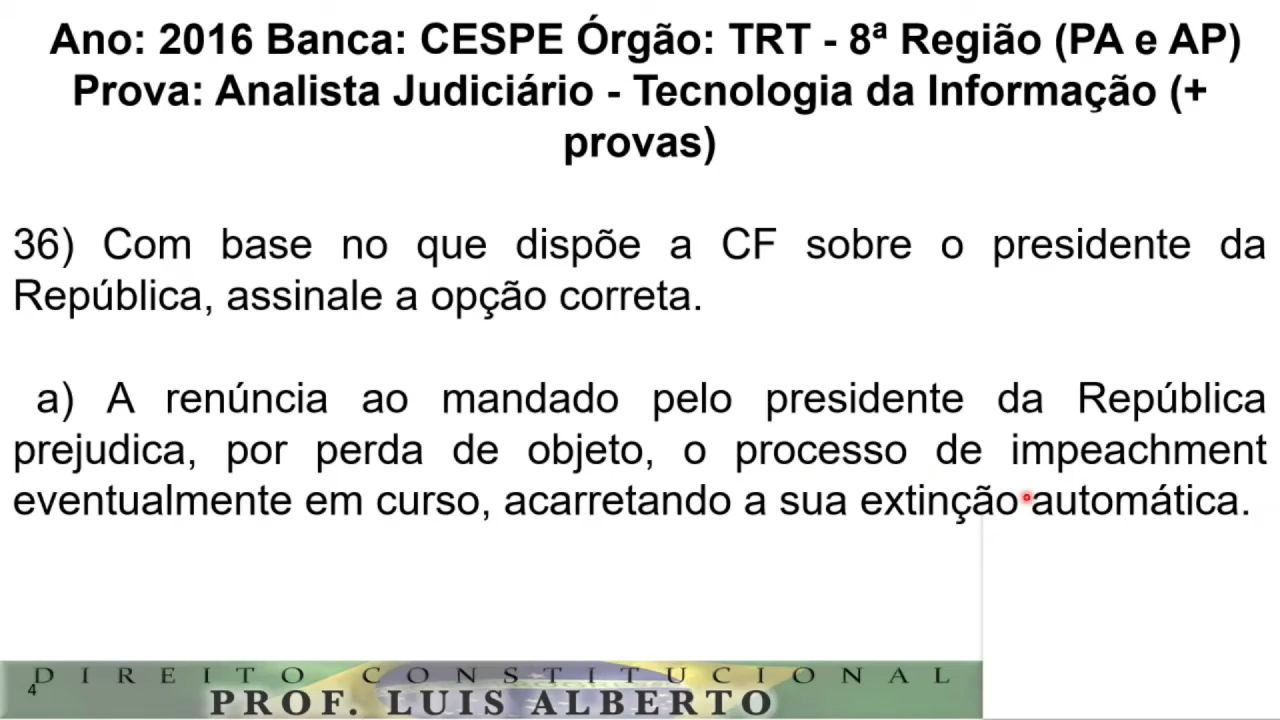 Ano: 2016 Banca: CESPE Órgão: TRT - 8ª Região (PA e AP)
Prova: Analista Judiciário - Tecnologia da Informação (+
provas)
36) Com base no que dispõe a CF sobre o presidente da
República, assinale a opção correta.
a) A renúncia ao mandado pelo presidente da República
prejudica, por perda de objeto, o processo de impeachment
eventualmente em curso, acarretando a sua extinção automática.
DIREITO CONSTITUCIONAL
4
PROF. LUIS ALBERTO